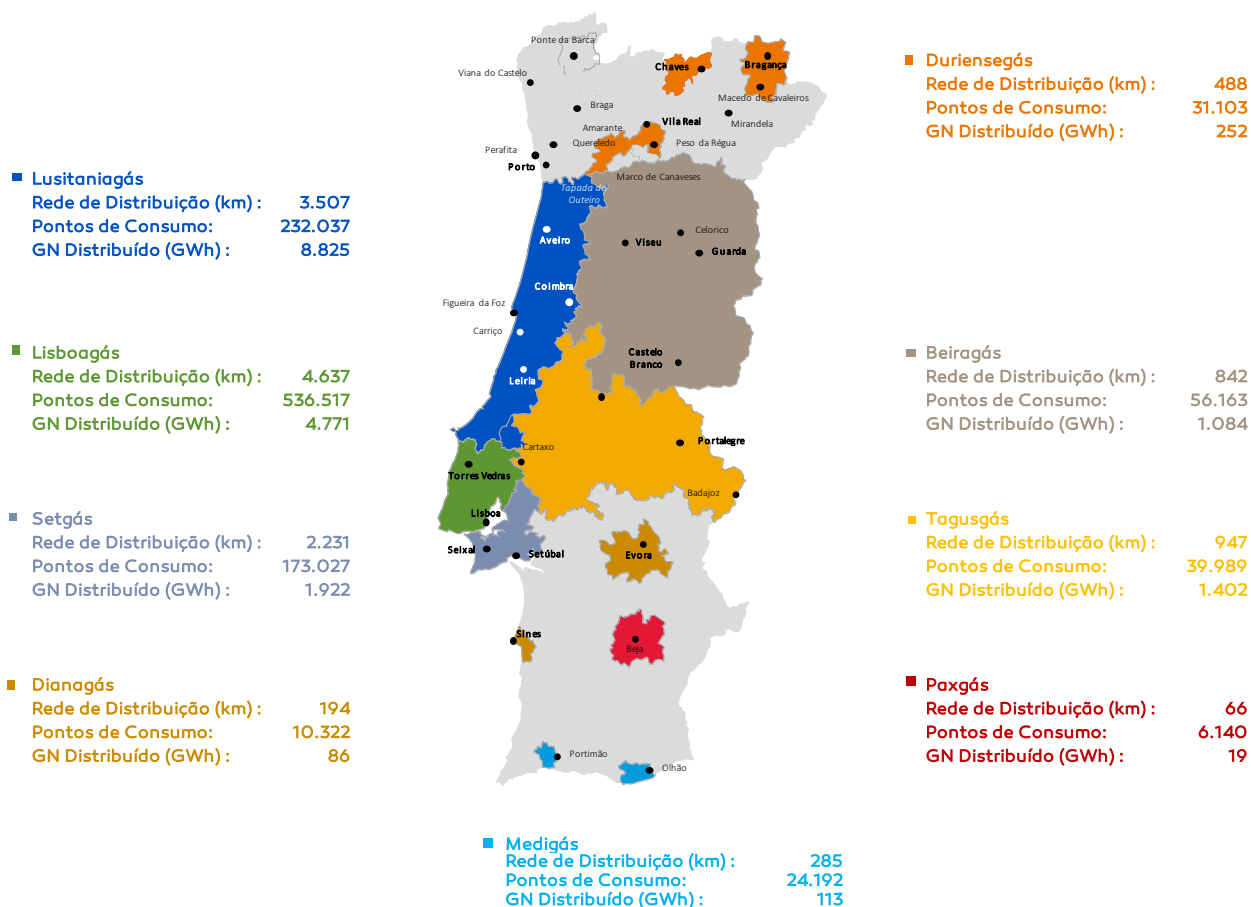 Ponte da Barca
Viana do Castelo
Braga
Perafita
Porto
Amarante
Quereledo
Chaves
Bragança
Macedo de Cavaleiros
Mirandela
Vila Real
Peso da Régua
Marco de Canaveses
Tapada do
Outeiro
Aveiro
Viseu
Celorico
Guarda
Coimbra
Figueira da Foz
Carriço
Leiria
Castelo
Branco
Cartaxo
Portalegre
Torres Vedras
Badajoz
Lisboa
Seixal
Setúbal
Evora
Sines
Beja
Portimão
Olhão
Lusitaniagás
Rede de Distribuição (km) : 3.507
Pontos de Consumo: 232.037
GN Distribuído (GWh) : 8.825
Lisboagás
Rede de Distribuição (km) : 4.637
Pontos de Consumo: 536.517
GN Distribuído (GWh) : 4.771
Setgás
Rede de Distribuição (km) : 2.231
Pontos de Consumo: 173.027
GN Distribuído (GWh) : 1.922
Dianagás
Rede de Distribuição (km) : 194
Pontos de Consumo: 10.322
GN Distribuído (GWh) : 86
Duriensegás
Rede de Distribuição (km) : 488
Pontos de Consumo: 31.103
GN Distribuído (GWh) : 252
Beiragás
Rede de Distribuição (km) : 842
Pontos de Consumo: 56.163
GN Distribuído (GWh) : 1.084
Tagusgás
Rede de Distribuição (km) : 947
Pontos de Consumo: 39.989
GN Distribuído (GWh) : 1.402
Paxgás
Rede de Distribuição (km) : 66
Pontos de Consumo: 6.140
GN Distribuído (GWh) : 19
Medigás
Rede de Distribuição (km) : 285
Pontos de Consumo: 24.192
GN Distribuído (GWh) : 113